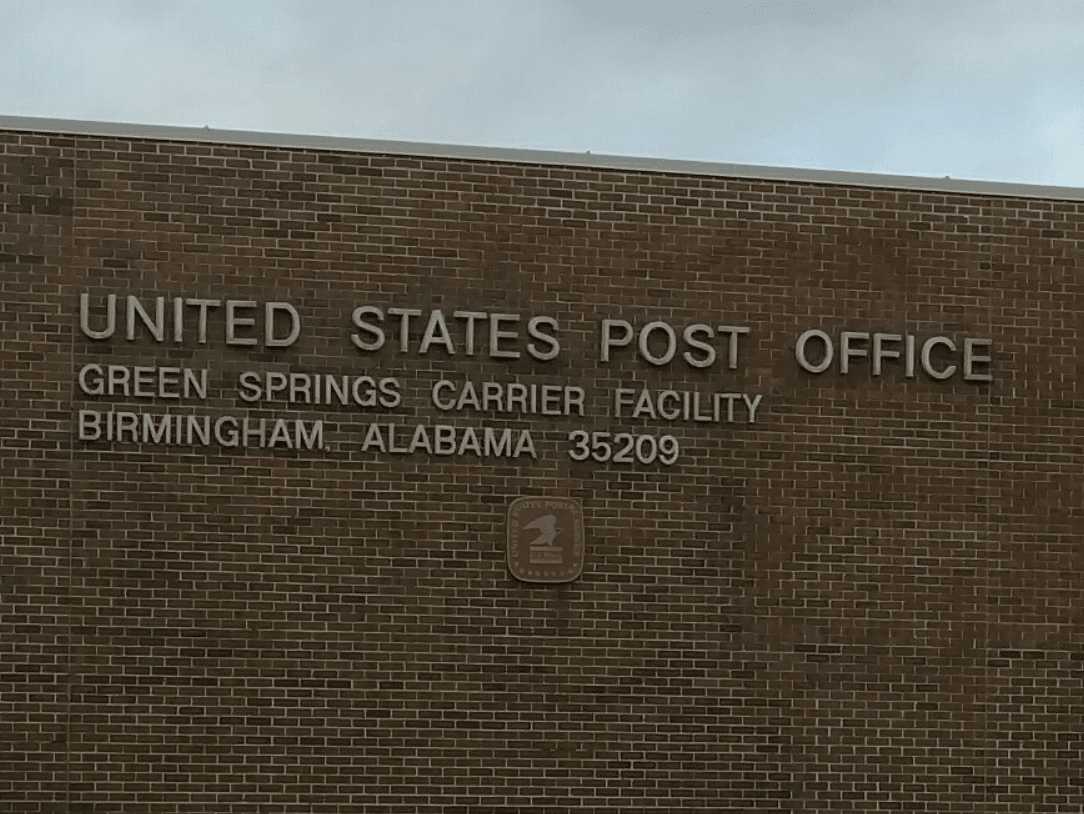 UNITED STATES POST OFFICE
GREEN SPRINGS CARRIER FACILITY
BIRMINGHAM, ALABAMA 35209